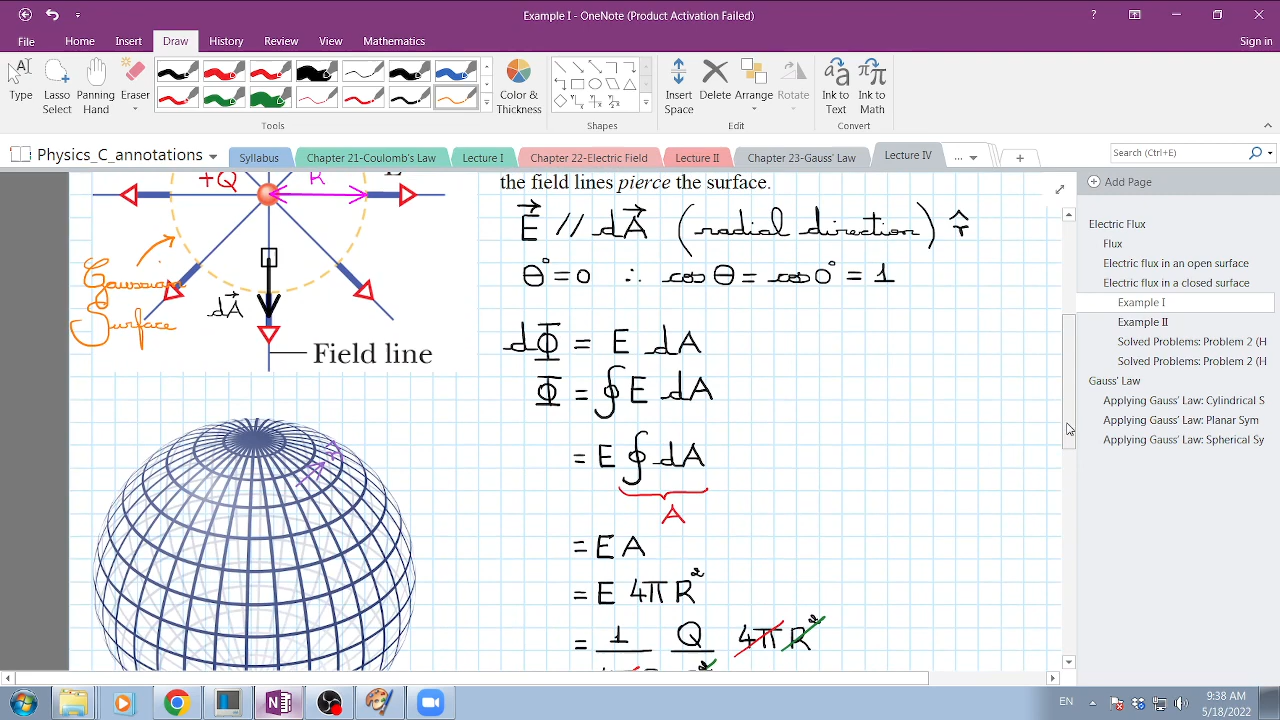 Example I - OneNote (Product Activation Failed)
?
File Home Insert Draw History Review View Mathematics Sign in
Type Lasso Select Panning Hand Eraser Color & Thickness Insert Space Delete Arrange Rotate Ink to Text Ink to Math
Tools Shapes Edit Convert
Physics_C_annotations Syllabus Chapter 21-Coulomb's Law Lecture I Chapter 22-Electric Field Lecture II Chapter 23-Gauss' Law Lecture IV ... Search (Ctrl+E)
Add Page
Electric Flux
Flux
Electric flux in an open surface
Electric flux in a closed surface
Example I
Example II
Solved Problems: Problem 2 (H
Solved Problems: Problem 7 (H
Gauss' Law
Applying Gauss' Law: Cylindrical S
Applying Gauss' Law: Planar Sym
Applying Gauss' Law: Spherical Sy
+Q R
Gaussian
Surface
dA⃗
Field line
the field lines pierce the surface.
E⃗ // dA⃗ (radial direction) r̂
θ° = 0 ∴ cos θ = cos 0° = 1
dΦ = E dA
Φ = ∮ E dA
= E ∮ dA
A
= E A
= E 4π R²
= 1 Q 4π R²
EN 9:38 AM
5/18/2022